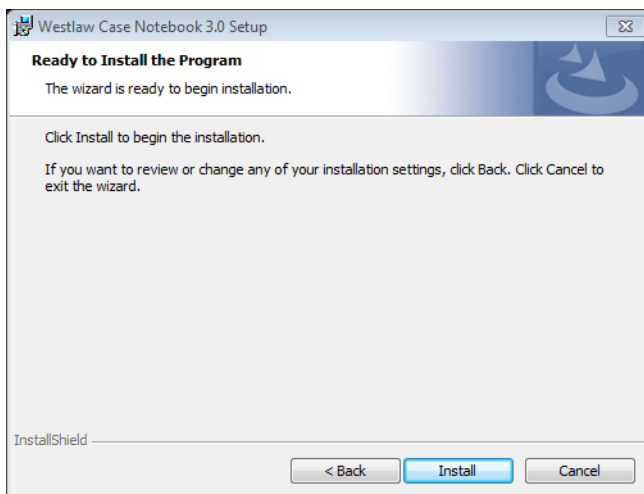 Westlaw Case Notebook 3.0 Setup
Ready to Install the Program
The wizard is ready to begin installation.
Click Install to begin the installation.
If you want to review or change any of your installation settings, click Back. Click Cancel to
exit the wizard.
InstallShield
< Back
Install
Cancel